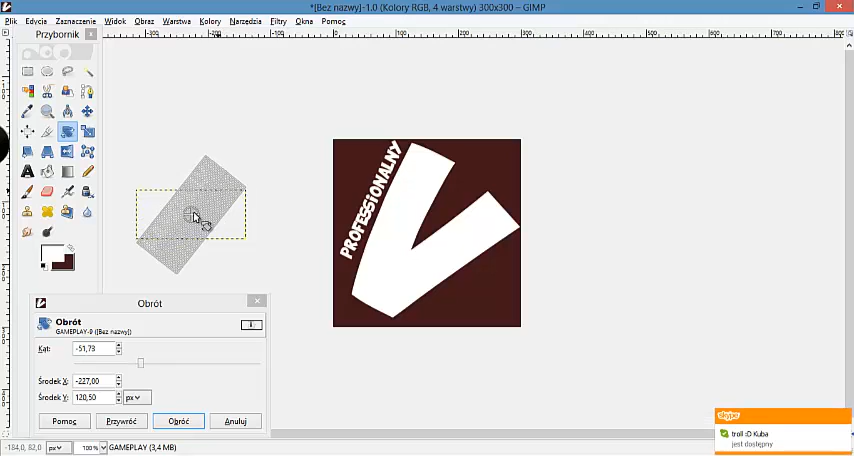 *[Bez nazwy]-1.0 (Kolory RGB, 4 warstwy) 300x300 – GIMP
Plik Edycja Zaznaczenie Widok Obraz Warstwa Kolory Narzędzia Filtry Okna Pomoc
Przybornik
PROFESSIONALNY
V
Obrót
Obrót
GAMEPLAY-9 ([Bez nazwy])
Kąt: -51,73
Środek X: -227,00
Środek Y: 120,50 px
Pomoc Przywróć Obróć Anuluj
skype
troll :D Kuba
jest dostępny
-184,0, 82,0 px 100% GAMEPLAY (3,4 MB)